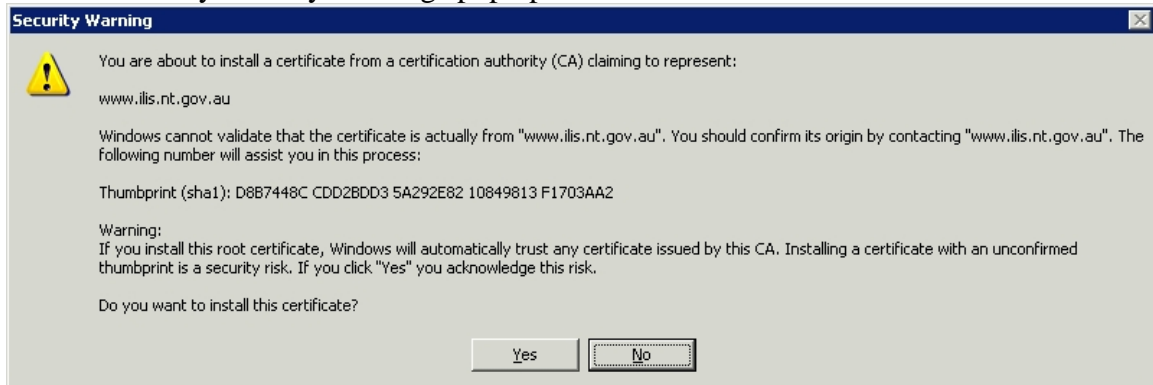 Security Warning
You are about to install a certificate from a certification authority (CA) claiming to represent:
www.ilis.nt.gov.au
Windows cannot validate that the certificate is actually from "www.ilis.nt.gov.au". You should confirm its origin by contacting "www.ilis.nt.gov.au". The
following number will assist you in this process:
Thumbprint (sha1): D8B7448C CDD2BDD3 5A292E82 10849813 F1703AA2
Warning:
If you install this root certificate, Windows will automatically trust any certificate issued by this CA. Installing a certificate with an unconfirmed
thumbprint is a security risk. If you click "Yes" you acknowledge this risk.
Do you want to install this certificate?
Yes No